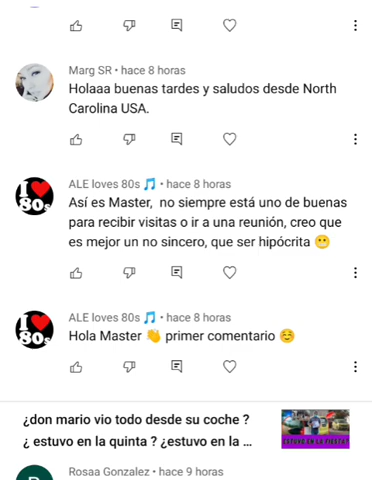 Marg SR • hace 8 horas
Holaaa buenas tardes y saludos desde North
Carolina USA.
I ❤ 80s
ALE loves 80s 🎵 • hace 8 horas
Así es Master, no siempre está uno de buenas
para recibir visitas o ir a una reunión, creo que
es mejor un no sincero, que ser hipócrita 😬
I ❤ 80s
ALE loves 80s 🎵 • hace 8 horas
Hola Master 👋 primer comentario ☺️
¿don mario vio todo desde su coche ?
¿ estuvo en la quinta ? ¿estuvo en la ...
ESTUVO EN LA FIESTA?
Rosaa Gonzalez • hace 9 horas